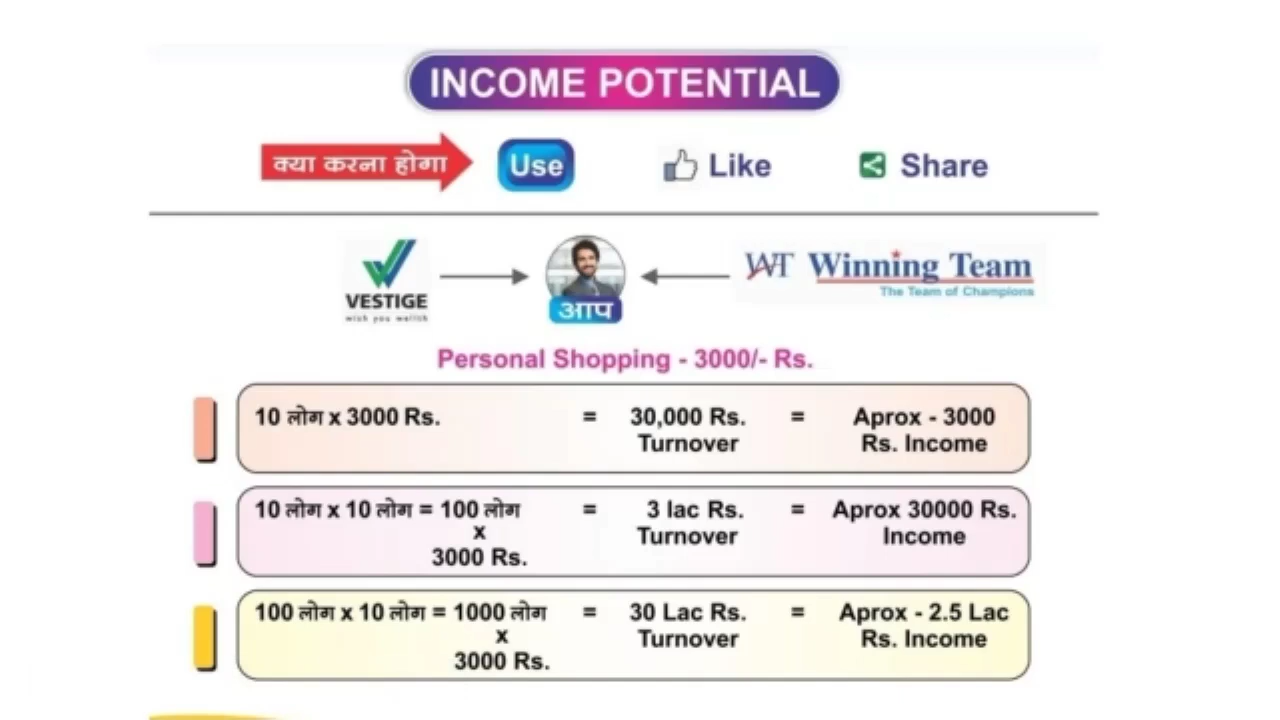 INCOME POTENTIAL
क्या करना होगा Use Like Share
VESTIGE
wish you wellth
आप
WT Winning Team
The Team of Champions
Personal Shopping - 3000/- Rs.
10 लोग x 3000 Rs. = 30,000 Rs. = Aprox - 3000
Turnover Rs. Income
10 लोग x 10 लोग = 100 लोग = 3 lac Rs. = Aprox 30000 Rs.
x Turnover Income
3000 Rs.
100 लोग x 10 लोग = 1000 लोग = 30 Lac Rs. = Aprox - 2.5 Lac
x Turnover Rs. Income
3000 Rs.